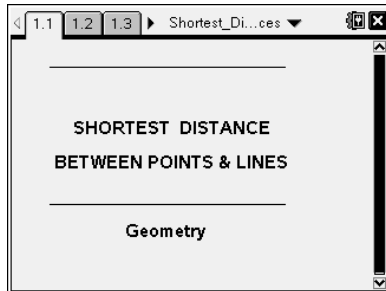 1.1 1.2 1.3 Shortest_Di...ces
SHORTEST DISTANCE
BETWEEN POINTS & LINES
Geometry